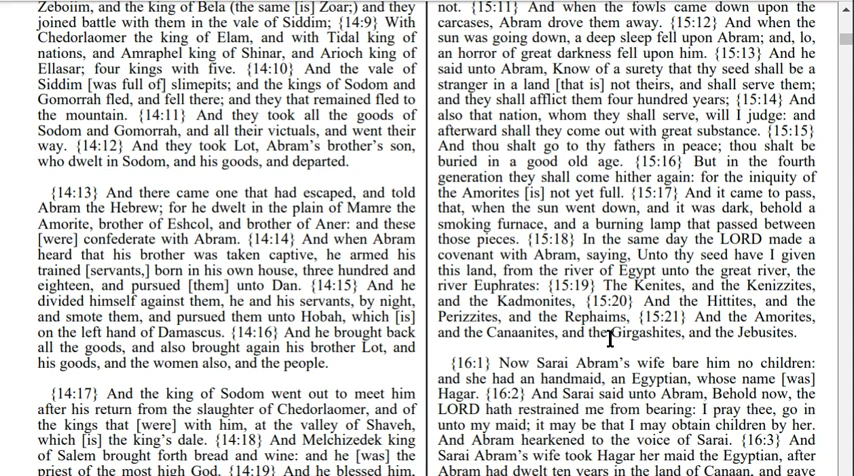 Zeboiim, and the king of Bela (the same [is] Zoar;) and they
joined battle with them in the vale of Siddim; {14:9} With
Chedorlaomer the king of Elam, and with Tidal king of
nations, and Amraphel king of Shinar, and Arioch king of
Ellasar; four kings with five. {14:10} And the vale of
Siddim [was full of] slimepits; and the kings of Sodom and
Gomorrah fled, and fell there; and they that remained fled to
the mountain. {14:11} And they took all the goods of
Sodom and Gomorrah, and all their victuals, and went their
way. {14:12} And they took Lot, Abram's brother's son,
who dwelt in Sodom, and his goods, and departed.
{14:13} And there came one that had escaped, and told
Abram the Hebrew; for he dwelt in the plain of Mamre the
Amorite, brother of Eshcol, and brother of Aner: and these
[were] confederate with Abram. {14:14} And when Abram
heard that his brother was taken captive, he armed his
trained [servants,] born in his own house, three hundred and
eighteen, and pursued [them] unto Dan. {14:15} And he
divided himself against them, he and his servants, by night,
and smote them, and pursued them unto Hobah, which [is]
on the left hand of Damascus. {14:16} And he brought back
all the goods, and also brought again his brother Lot, and
his goods, and the women also, and the people.
{14:17} And the king of Sodom went out to meet him
after his return from the slaughter of Chedorlaomer, and of
the kings that [were] with him, at the valley of Shaveh,
which [is] the king's dale. {14:18} And Melchizedek king
of Salem brought forth bread and wine: and he [was] the
priest of the most high God. {14:19} And he blessed him,
not. {15:11} And when the fowls came down upon the
carcases, Abram drove them away. {15:12} And when the
sun was going down, a deep sleep fell upon Abram; and, lo,
an horror of great darkness fell upon him. {15:13} And he
said unto Abram, Know of a surety that thy seed shall be a
stranger in a land [that is] not theirs, and shall serve them;
and they shall afflict them four hundred years; {15:14} And
also that nation, whom they shall serve, will I judge: and
afterward shall they come out with great substance. {15:15}
And thou shalt go to thy fathers in peace; thou shalt be
buried in a good old age. {15:16} But in the fourth
generation they shall come hither again: for the iniquity of
the Amorites [is] not yet full. {15:17} And it came to pass,
that, when the sun went down, and it was dark, behold a
smoking furnace, and a burning lamp that passed between
those pieces. {15:18} In the same day the LORD made a
covenant with Abram, saying, Unto thy seed have I given
this land, from the river of Egypt unto the great river, the
river Euphrates: {15:19} The Kenites, and the Kenizzites,
and the Kadmonites, {15:20} And the Hittites, and the
Perizzites, and the Rephaims, {15:21} And the Amorites,
and the Canaanites, and the Girgashites, and the Jebusites.
{16:1} Now Sarai Abram's wife bare him no children:
and she had an handmaid, an Egyptian, whose name [was]
Hagar. {16:2} And Sarai said unto Abram, Behold now, the
LORD hath restrained me from bearing: I pray thee, go in
unto my maid; it may be that I may obtain children by her.
And Abram hearkened to the voice of Sarai. {16:3} And
Sarai Abram's wife took Hagar her maid the Egyptian, after
Abram had dwelt ten years in the land of Canaan, and gave